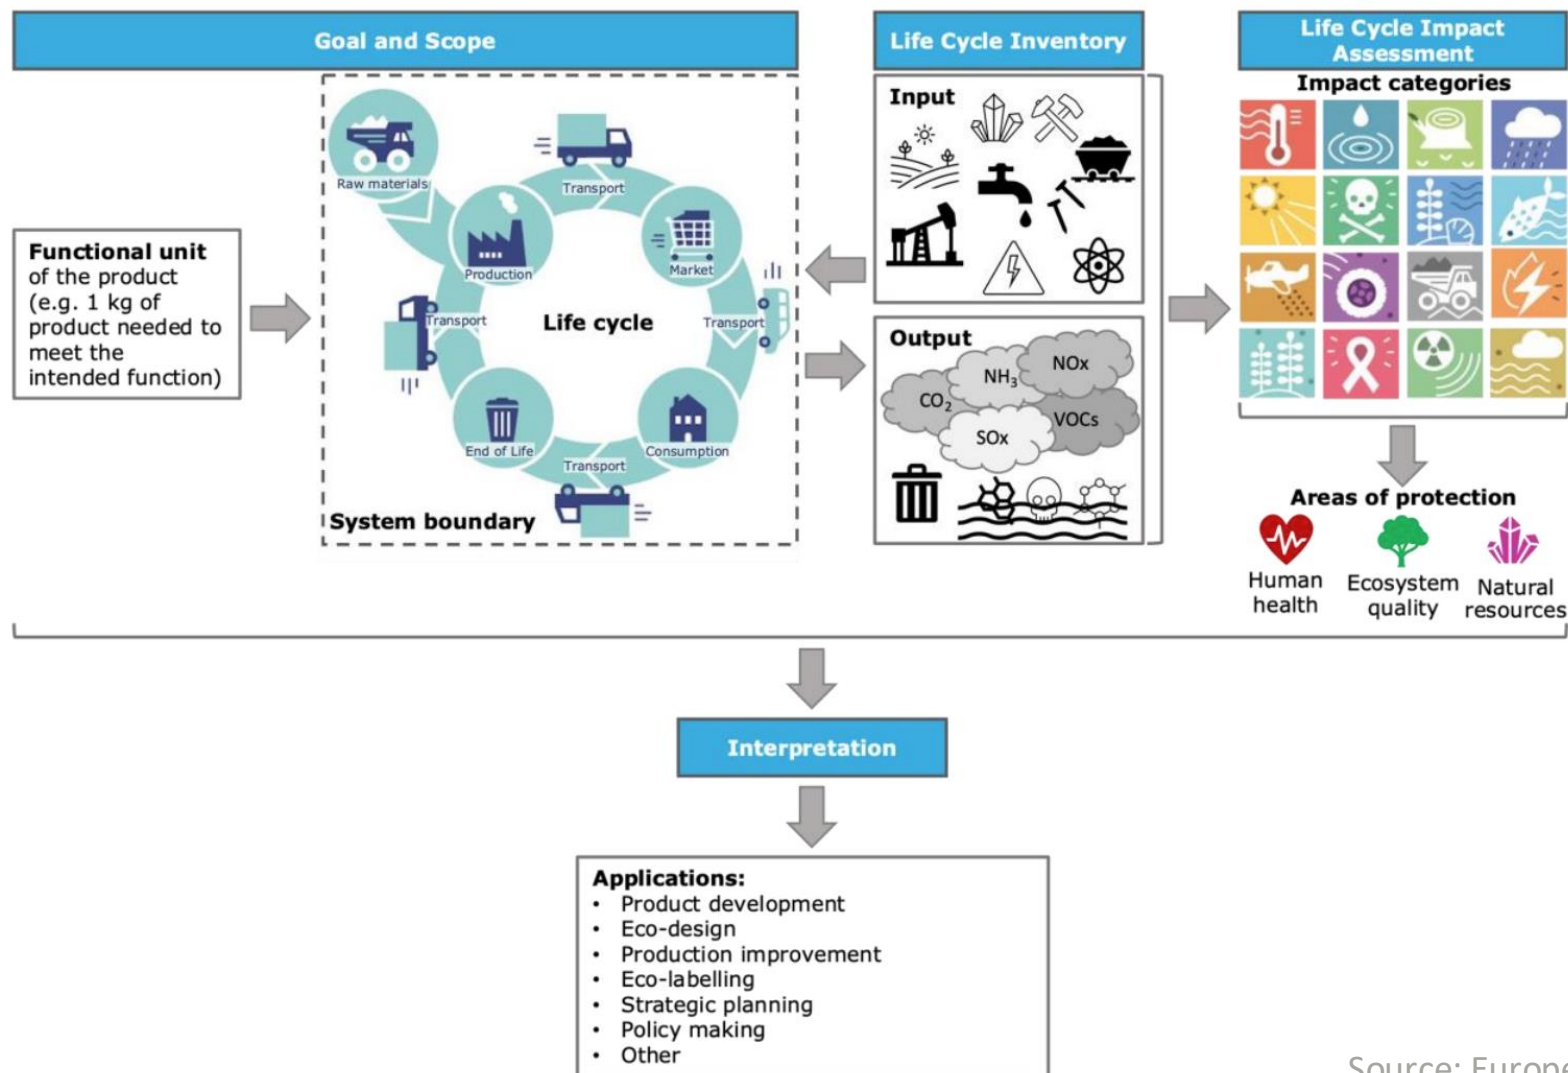 Goal and Scope
Life Cycle Inventory
Life Cycle Impact
Assessment
Functional unit
of the product
(e.g. 1 kg of
product needed to
meet the
intended function)
Raw materials
Transport
Production
Market
Transport
Life cycle
Transport
End of Life
Consumption
Transport
System boundary
Input
Output
NOx
NH₃
CO₂
VOCs
SOx
Impact categories
Areas of protection
Human
health
Ecosystem
quality
Natural
resources
Interpretation
Applications:
• Product development
• Eco-design
• Production improvement
• Eco-labelling
• Strategic planning
• Policy making
• Other
Source: